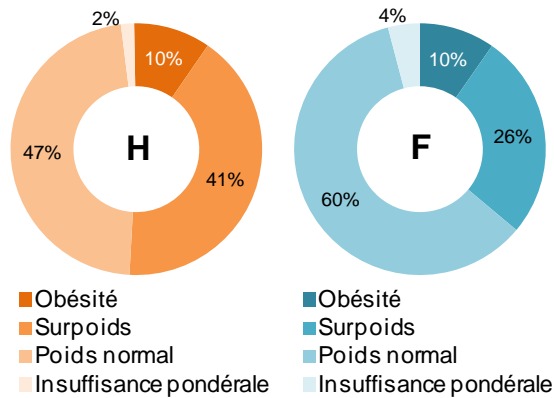 2%
10%
47%
H
41%
Obésité
Surpoids
Poids normal
Insuffisance pondérale
4%
10%
26%
F
60%
Obésité
Surpoids
Poids normal
Insuffisance pondérale